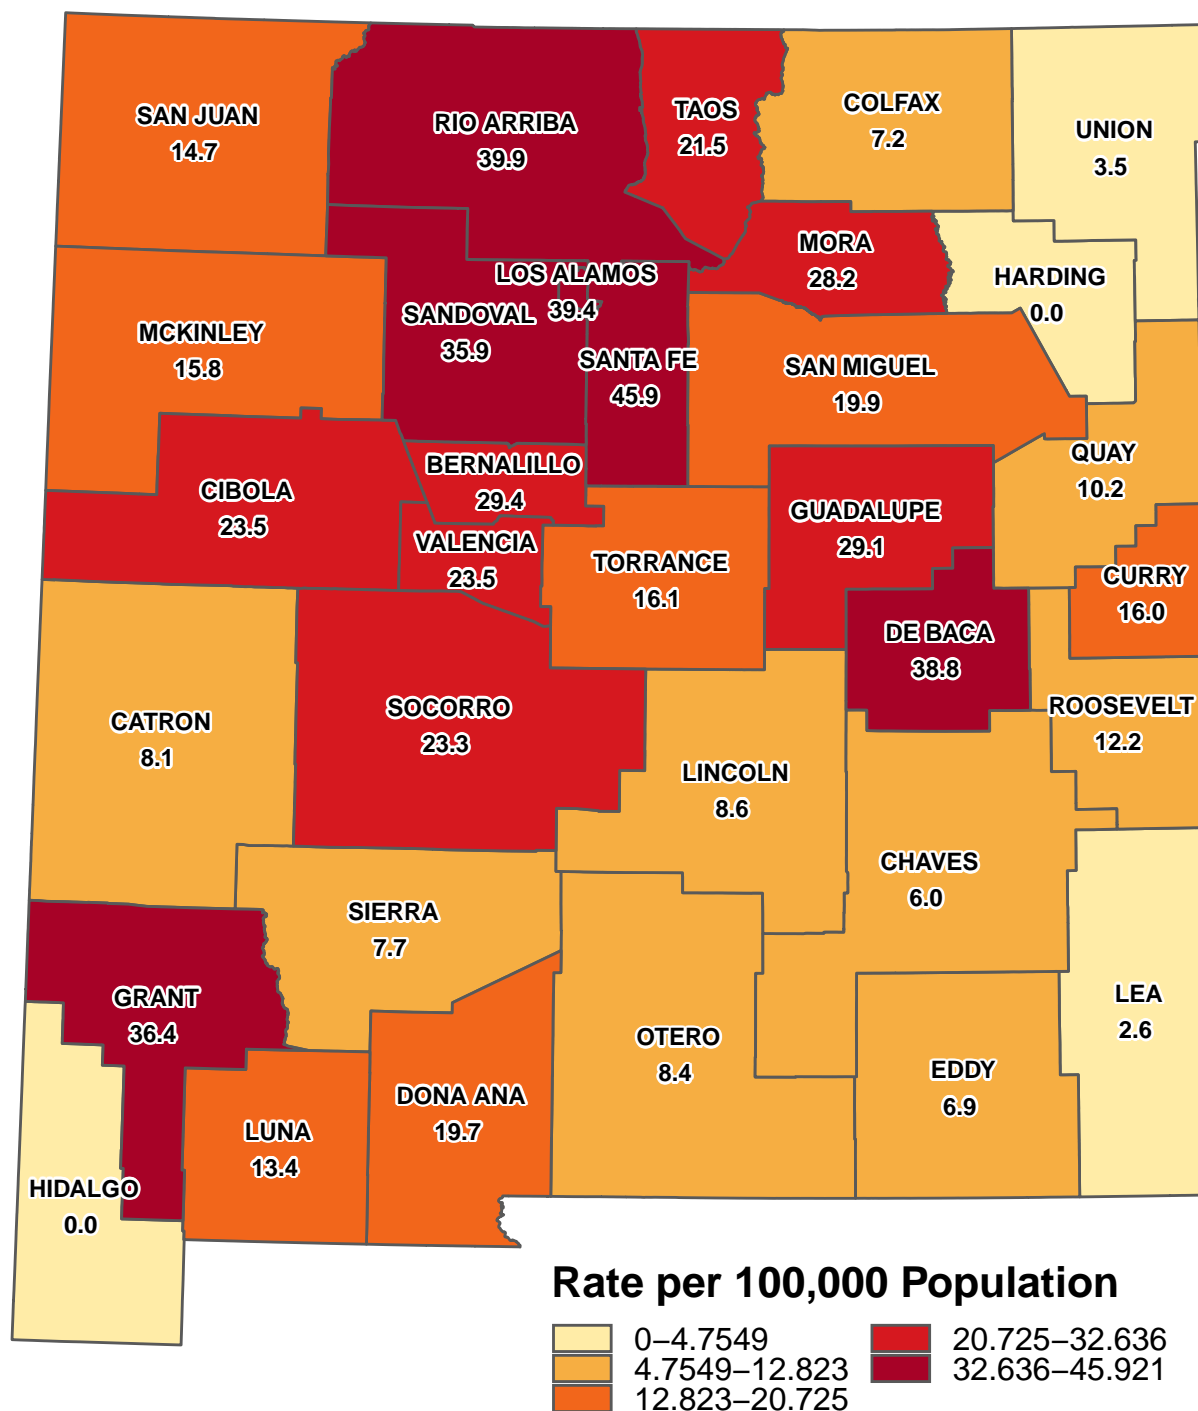 SAN JUAN
14.7
RIO ARRIBA
39.9
TAOS
21.5
COLFAX
7.2
UNION
3.5
MORA
28.2
HARDING
0.0
LOS ALAMOS
39.4
SANDOVAL
35.9
MCKINLEY
15.8
SANTA FE
45.9
SAN MIGUEL
19.9
QUAY
10.2
BERNALILLO
29.4
CIBOLA
23.5
GUADALUPE
29.1
VALENCIA
23.5
TORRANCE
16.1
CURRY
16.0
DE BACA
38.8
CATRON
8.1
SOCORRO
23.3
ROOSEVELT
12.2
LINCOLN
8.6
CHAVES
6.0
SIERRA
7.7
GRANT
36.4
LEA
2.6
OTERO
8.4
EDDY
6.9
DONA ANA
19.7
LUNA
13.4
HIDALGO
0.0
Rate per 100,000 Population
0–4.7549
4.7549–12.823
12.823–20.725
20.725–32.636
32.636–45.921